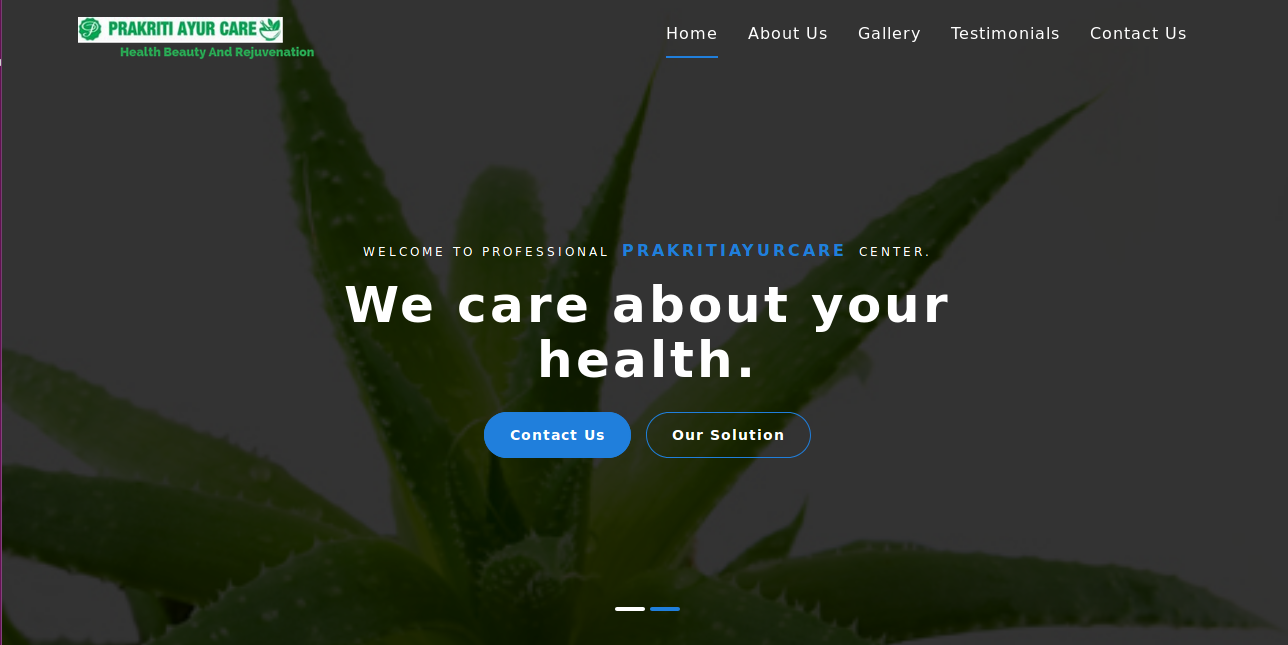 PRAKRITI AYUR CARE
Health Beauty And Rejuvenation
Home About Us Gallery Testimonials Contact Us
WELCOME TO PROFESSIONAL PRAKRITIAYURCARE CENTER.
We care about your
health.
Contact Us Our Solution